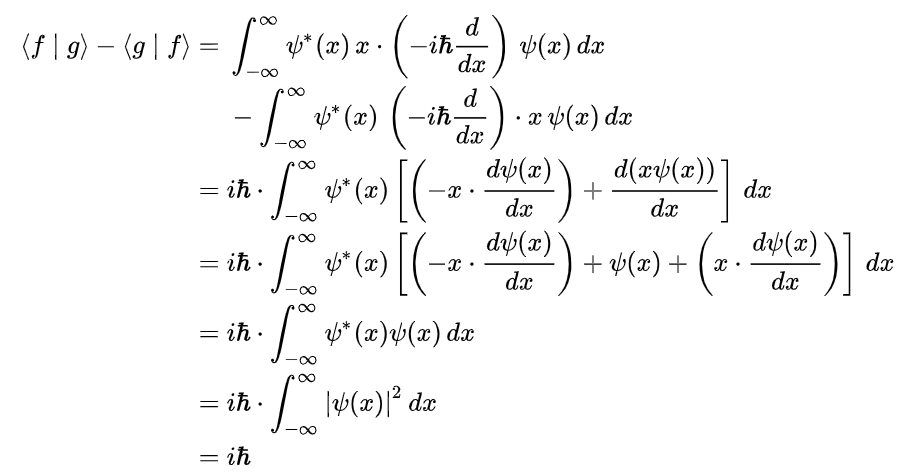 ⟨f | g⟩ − ⟨g | f⟩ = ∫_{−∞}^{∞} ψ*(x) x · (−iħ d/dx) ψ(x) dx
− ∫_{−∞}^{∞} ψ*(x) (−iħ d/dx) · x ψ(x) dx
= iħ · ∫_{−∞}^{∞} ψ*(x) [(−x · dψ(x)/dx) + d(xψ(x))/dx] dx
= iħ · ∫_{−∞}^{∞} ψ*(x) [(−x · dψ(x)/dx) + ψ(x) + (x · dψ(x)/dx)] dx
= iħ · ∫_{−∞}^{∞} ψ*(x)ψ(x) dx
= iħ · ∫_{−∞}^{∞} |ψ(x)|² dx
= iħ